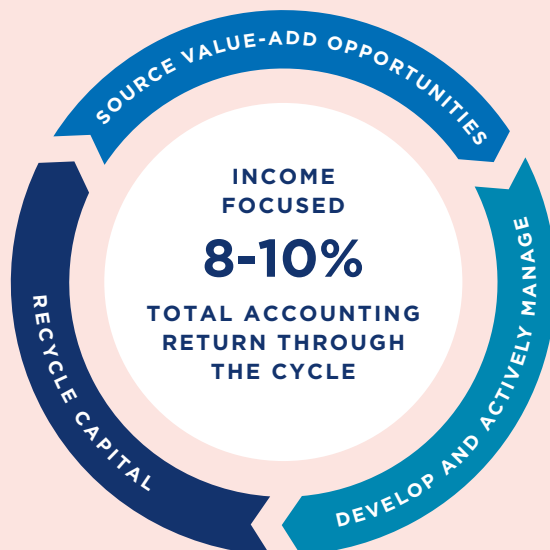 SOURCE VALUE-ADD OPPORTUNITIES
DEVELOP AND ACTIVELY MANAGE
RECYCLE CAPITAL
INCOME
FOCUSED
8-10%
TOTAL ACCOUNTING
RETURN THROUGH
THE CYCLE